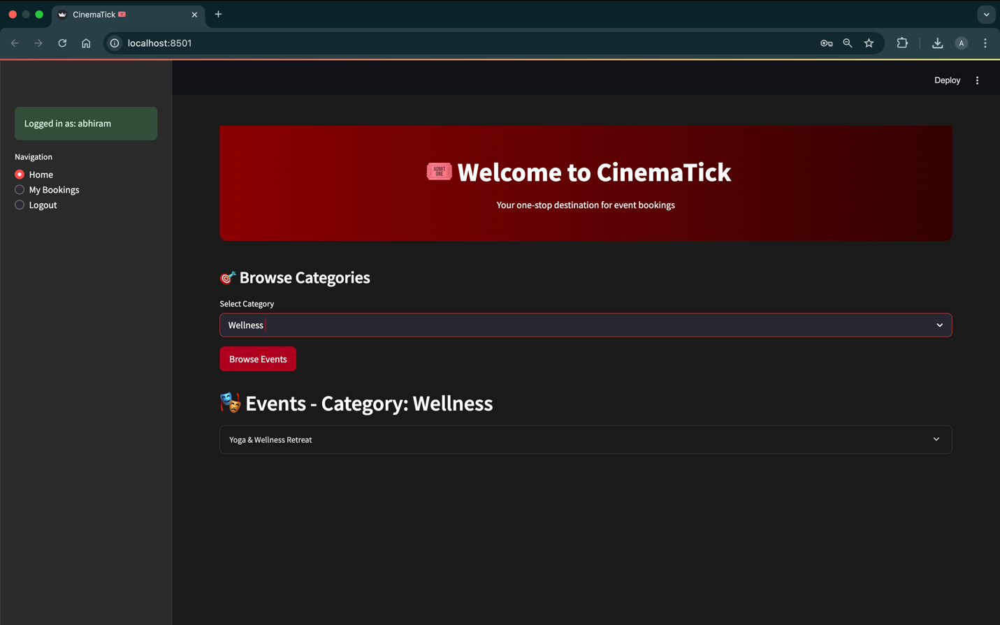 CinemaTick
localhost:8501
A
Deploy
Logged in as: abhiram
Navigation
Home
My Bookings
Logout
ADMIT
ONE
Welcome to CinemaTick
Your one-stop destination for event bookings
Browse Categories
Select Category
Wellness
Browse Events
Events - Category: Wellness
Yoga & Wellness Retreat